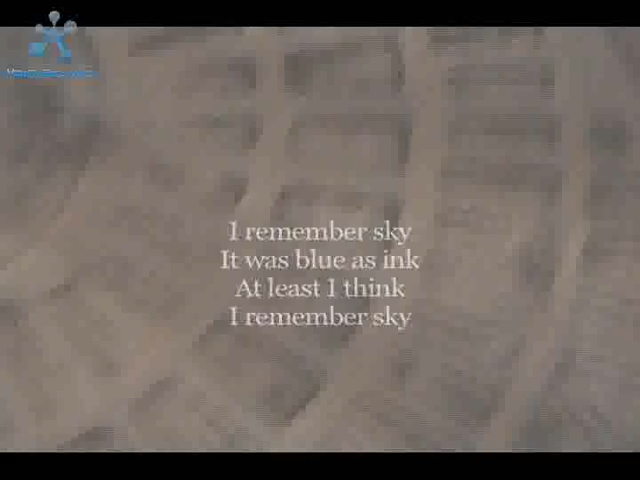 I remember sky
It was blue as ink
At least I think
I remember sky